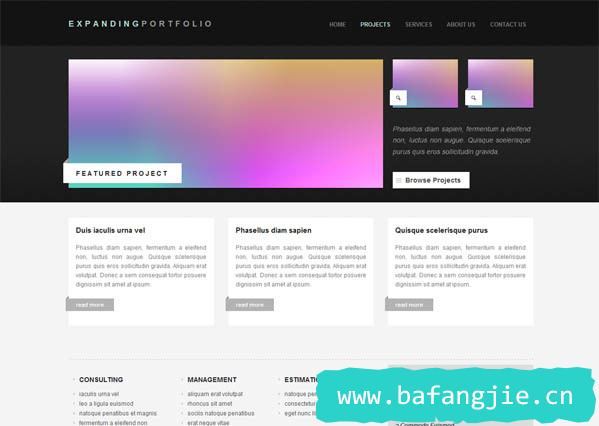 EXPANDINGPORTFOLIO
HOME PROJECTS SERVICES ABOUT US CONTACT US
FEATURED PROJECT
Phasellus diam sapien, fermentum a eleifend
non, luctus non augue. Quisque scelerisque
purus quis eros sollicitudin gravida.
Browse Projects
Duis iaculis urna vel
Phasellus diam sapien, fermentum a eleifend
non, luctus non augue. Quisque scelerisque
purus quis eros sollicitudin gravida. Aliquam erat
volutpat. Donec a sem consequat tortor posuere
dignissim sit amet at ipsum.
read more
Phasellus diam sapien
Phasellus diam sapien, fermentum a eleifend
non, luctus non augue. Quisque scelerisque
purus quis eros sollicitudin gravida. Aliquam erat
volutpat. Donec a sem consequat tortor posuere
dignissim sit amet at ipsum.
read more
Quisque scelerisque purus
Phasellus diam sapien, fermentum a eleifend
non, luctus non augue. Quisque scelerisque
purus quis eros sollicitudin gravida. Aliquam erat
volutpat. Donec a sem consequat tortor posuere
dignissim sit amet at ipsum.
read more
CONSULTING
iaculis urna vel
leo a ligula euismod
natoque penatibus et magnis
fermentum a eleifend non
MANAGEMENT
aliquam erat volutpat
rhoncus sit amet
sociis natoque penatibus
erat neque vitae
natoque
consectetu
eget nunc
www.bafangjie.cn